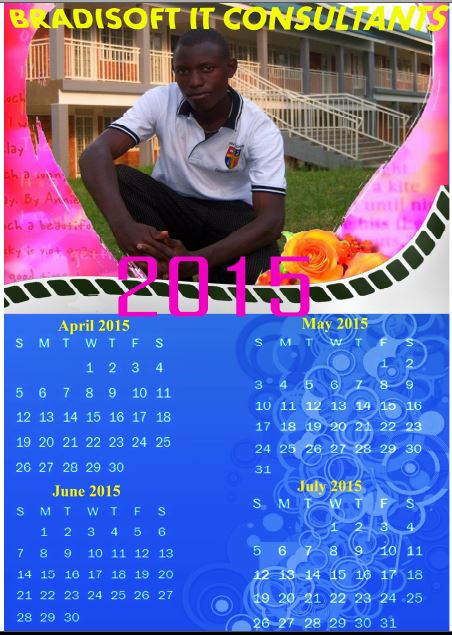 BRADISOFT IT CONSULTANTS
2015
April 2015
S M T W T F S
1 2 3 4
5 6 7 8 9 10 11
12 13 14 15 16 17 18
19 20 21 22 23 24 25
26 27 28 29 30
May 2015
S M T W T F S
1 2
3 4 5 6 7 8 9
10 11 12 13 14 15 16
17 18 19 20 21 22 23
24 25 26 27 28 29 30
31
June 2015
S M T W T F S
1 2 3 4 5 6
7 8 9 10 11 12 13
14 15 16 17 18 19 20
21 22 23 24 25 26 27
28 29 30
July 2015
S M T W T F S
1 2 3 4
5 6 7 8 9 10 11
12 13 14 15 16 17 18
19 20 21 22 23 24 25
26 27 28 29 30 31